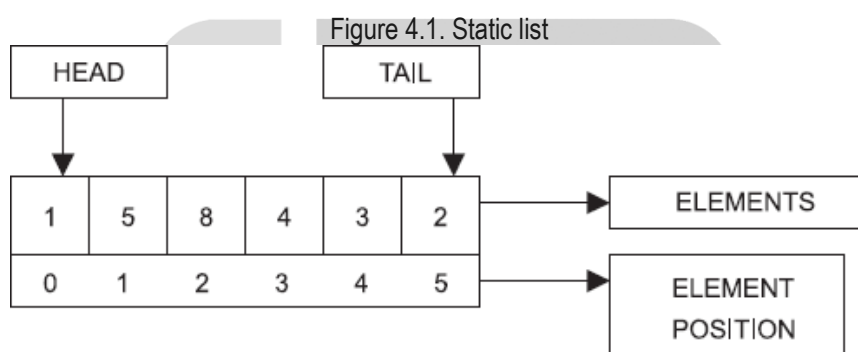 Figure 4.1. Static list
HEAD TAIL
1 5 8 4 3 2 ELEMENTS
0 1 2 3 4 5 ELEMENT
POSITION